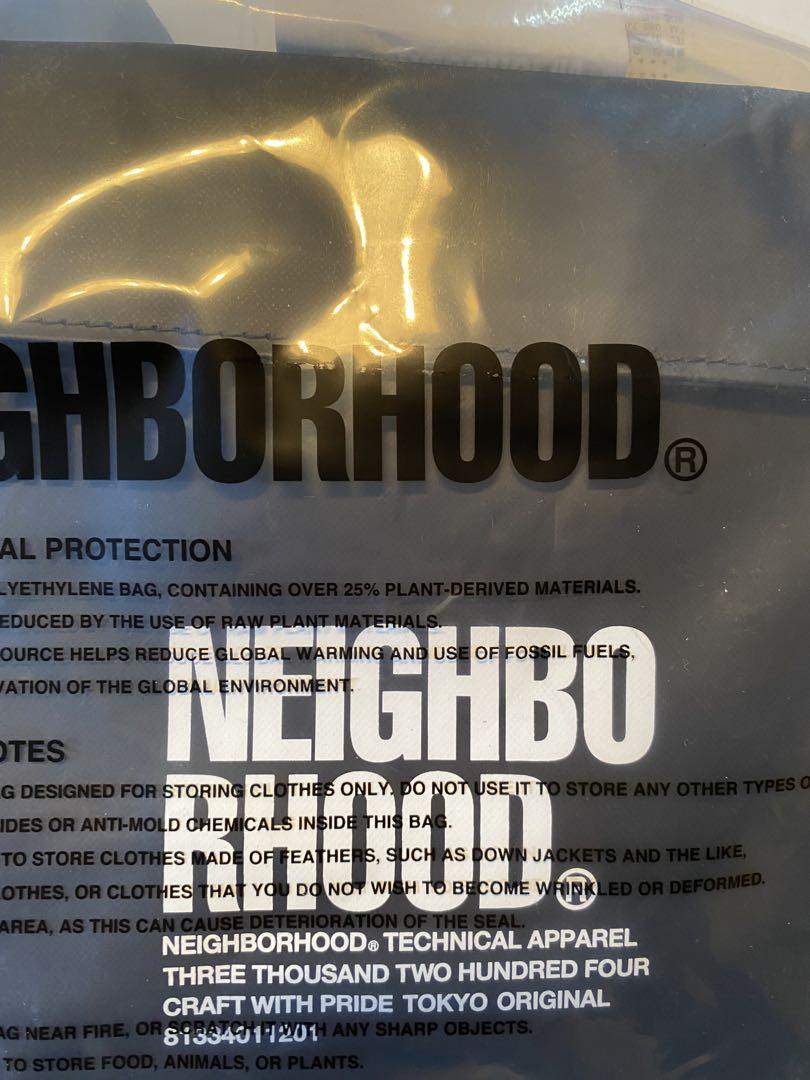 GHBORHOOD®
AL PROTECTION
LYETHYLENE BAG, CONTAINING OVER 25% PLANT-DERIVED MATERIALS.
EDUCED BY THE USE OF RAW PLANT MATERIALS.
OURCE HELPS REDUCE GLOBAL WARMING AND USE OF FOSSIL FUELS,
VATION OF THE GLOBAL ENVIRONMENT.
NEIGHBO
RHOOD®
OTES
G DESIGNED FOR STORING CLOTHES ONLY. DO NOT USE IT TO STORE ANY OTHER TYPES O
IDES OR ANTI-MOLD CHEMICALS INSIDE THIS BAG.
TO STORE CLOTHES MADE OF FEATHERS, SUCH AS DOWN JACKETS AND THE LIKE,
OTHES, OR CLOTHES THAT YOU DO NOT WISH TO BECOME WRINKLED OR DEFORMED.
AREA, AS THIS CAN CAUSE DETERIORATION OF THE SEAL.
NEIGHBORHOOD® TECHNICAL APPAREL
THREE THOUSAND TWO HUNDRED FOUR
CRAFT WITH PRIDE TOKYO ORIGINAL
81334011201
AG NEAR FIRE, OR SCRATCH IT WITH ANY SHARP OBJECTS.
TO STORE FOOD, ANIMALS, OR PLANTS.